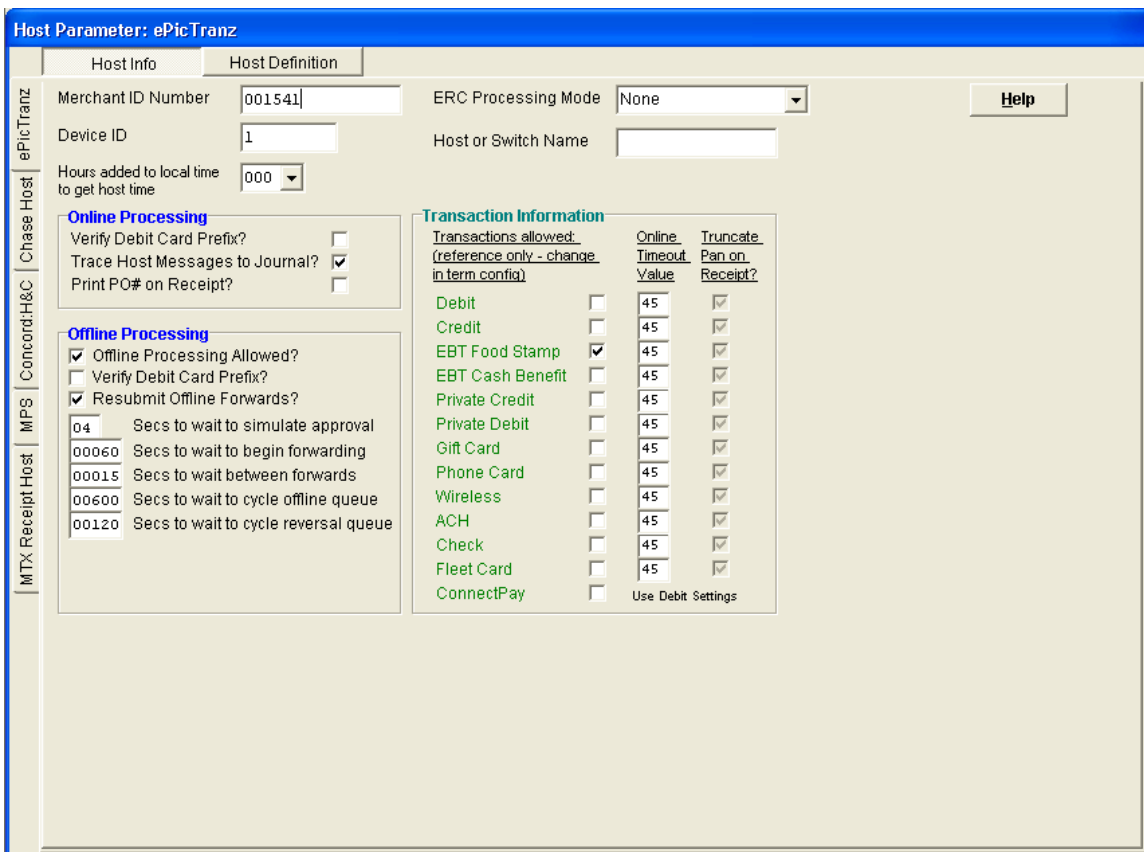 Host Parameter: ePicTranz
Host Info Host Definition
ePicTranz
Chase Host
Concord:H&C
MPS
MTX Receipt Host
Merchant ID Number 001541
ERC Processing Mode None
Help
Device ID 1
Host or Switch Name
Hours added to local time
to get host time
000
Online Processing
Verify Debit Card Prefix?
Trace Host Messages to Journal?
Print PO# on Receipt?
Offline Processing
Offline Processing Allowed?
Verify Debit Card Prefix?
Resubmit Offline Forwards?
04 Secs to wait to simulate approval
00060 Secs to wait to begin forwarding
00015 Secs to wait between forwards
00600 Secs to wait to cycle offline queue
00120 Secs to wait to cycle reversal queue
Transaction Information
Transactions allowed: Online Truncate
(reference only - change Timeout Pan on
in term config) Value Receipt?
Debit 45
Credit 45
EBT Food Stamp 45
EBT Cash Benefit 45
Private Credit 45
Private Debit 45
Gift Card 45
Phone Card 45
Wireless 45
ACH 45
Check 45
Fleet Card 45
ConnectPay Use Debit Settings